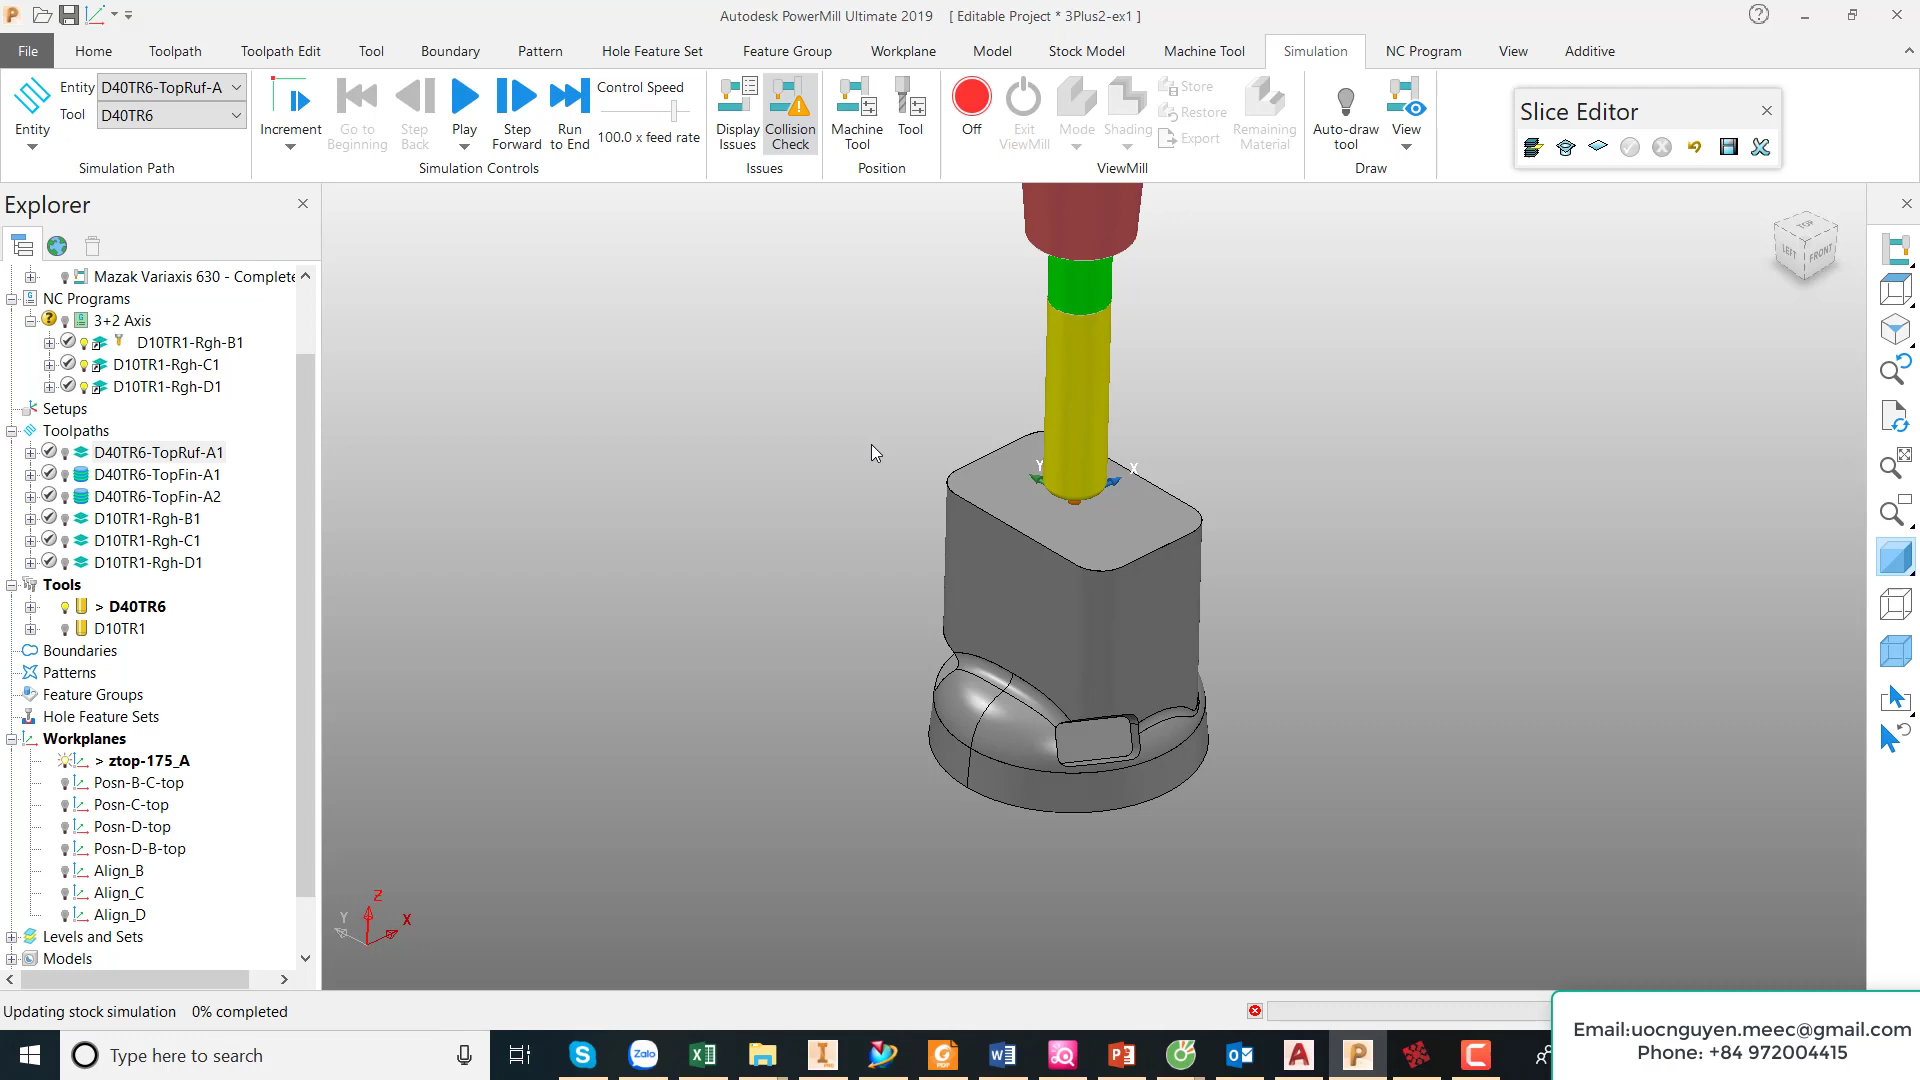 Autodesk PowerMill Ultimate 2019 [ Editable Project * 3Plus2-ex1 ]
File Home Toolpath Toolpath Edit Tool Boundary Pattern Hole Feature Set Feature Group Workplane Model Stock Model Machine Tool Simulation NC Program View Additive
Entity
Entity D40TR6-TopRuf-A
Tool D40TR6
Simulation Path
Increment
Go to Beginning
Step Back
Play
Step Forward
Run to End
Control Speed
100.0 x feed rate
Simulation Controls
Display Issues
Collision Check
Issues
Machine Tool
Tool
Position
Off
Exit ViewMill
Mode
Shading
Store
Restore
Export
Remaining Material
ViewMill
Auto-draw tool
View
Draw
Slice Editor
Explorer
Mazak Variaxis 630 - Complete
NC Programs
3+2 Axis
D10TR1-Rgh-B1
D10TR1-Rgh-C1
D10TR1-Rgh-D1
Setups
Toolpaths
D40TR6-TopRuf-A1
D40TR6-TopFin-A1
D40TR6-TopFin-A2
D10TR1-Rgh-B1
D10TR1-Rgh-C1
D10TR1-Rgh-D1
Tools
> D40TR6
D10TR1
Boundaries
Patterns
Feature Groups
Hole Feature Sets
Workplanes
> ztop-175_A
Posn-B-C-top
Posn-C-top
Posn-D-top
Posn-D-B-top
Align_B
Align_C
Align_D
Levels and Sets
Models
Y X
Z
Y X
TOP
LEFT FRONT
Updating stock simulation 0% completed
Type here to search
Zalo
Email:uocnguyen.meec@gmail.com
Phone: +84 972004415